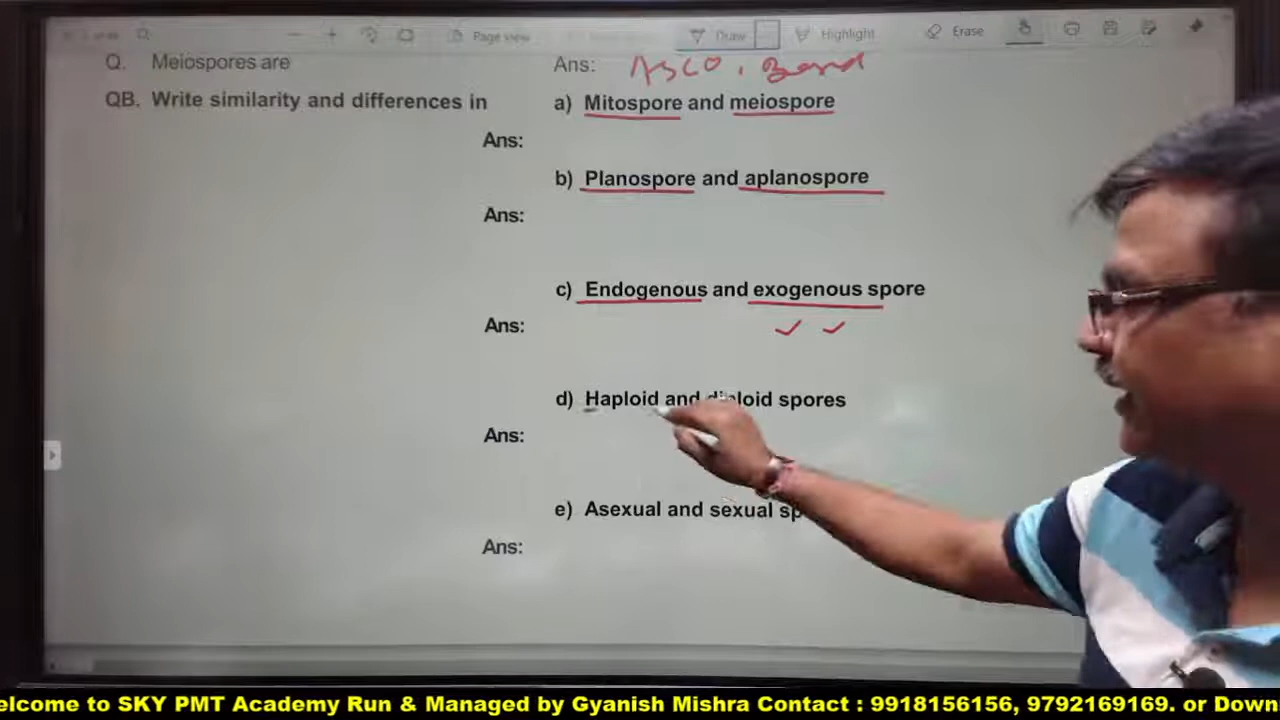 Page view Draw Highlight Erase
Q. Meiospores are Ans: Asco,
QB. Write similarity and differences in a) Mitospore and meiospore
Ans:
b) Planospore and aplanospore
Ans:
c) Endogenous and exogenous spore
Ans:
d) Haploid and diploid spores
Ans:
e) Asexual and sexual sp
Ans:
elcome to SKY PMT Academy Run & Managed by Gyanish Mishra Contact : 9918156156, 9792169169. or Down